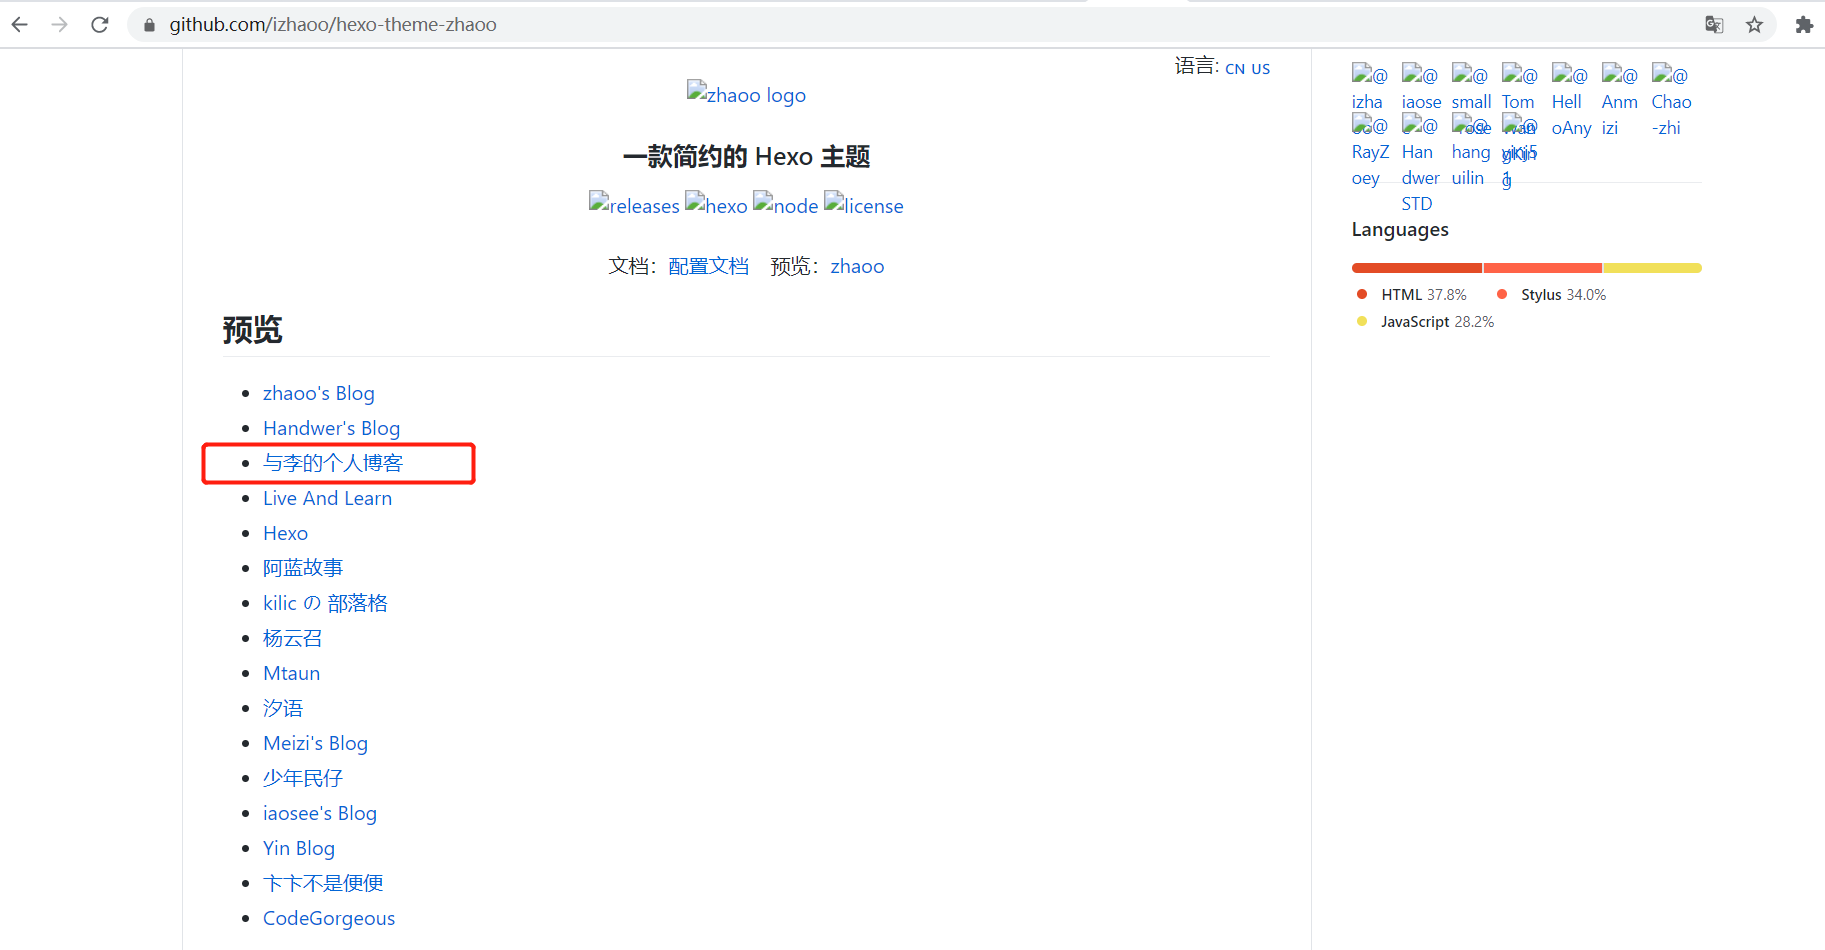 github.com/izhaoo/hexo-theme-zhaoo
语言: CN US
zhaoo logo
一款简约的 Hexo 主题
releases hexo node license
文档：配置文档 预览：zhaoo
预览
zhaoo's Blog
Handwer's Blog
与李的个人博客
Live And Learn
Hexo
阿蓝故事
kilic の 部落格
杨云召
Mtaun
汐语
Meizi's Blog
少年民仔
iaosee's Blog
Yin Blog
卞卞不是便便
CodeGorgeous
@ @ @ @ @ @ @
izha iaose small Tom Hell Anm Chao
oAny izi -zhi
@ @ @ @
RayZ Han hang
oey dwer uilin
STD
Languages
HTML 37.8% Stylus 34.0%
JavaScript 28.2%